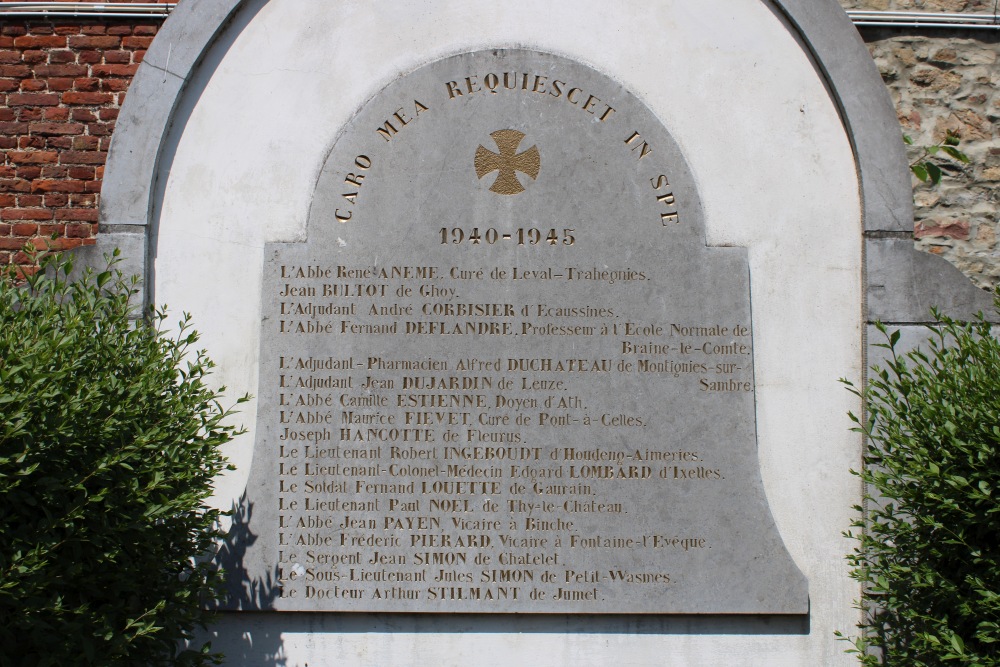 CARO MEA REQUIESCET IN SPE
1940-1945
L'Abbé René ANEME, Curé de Leval-Trahegnies.
Jean BULTOT de Ghoy.
L'Adjudant André CORBISIER d'Ecaussines.
L'Abbé Fernand DEFLANDRE, Professeur à l'Ecole Normale de
Braine-le-Comte.
L'Adjudant-Pharmacien Alfred DUCHATEAU de Montignies-sur-
L'Adjudant Jean DUJARDIN de Leuze. Sambre.
L'Abbé Camille ESTIENNE, Doyen d'Ath.
L'Abbé Maurice FIEVET, Curé de Pont-à-Celles.
Joseph HANCOTTE de Fleurus.
Le Lieutenant Robert INGEBOUDT d'Houdeng-Aimeries.
Le Lieutenant-Colonel-Médecin Edgard LOMBARD d'Ixelles.
Le Soldat Fernand LOUETTE de Gaurain.
Le Lieutenant Paul NOEL de Thy-le-Chateau.
L'Abbé Jean PAYEN, Vicaire à Binche.
L'Abbé Fréderic PIERARD, Vicaire à Fontaine-l'Evêque.
Le Sergent Jean SIMON de Chatelet.
Le Sous-Lieutenant Jules SIMON de Petit-Wasmes.
Le Docteur Arthur STILMANT de Jumet.